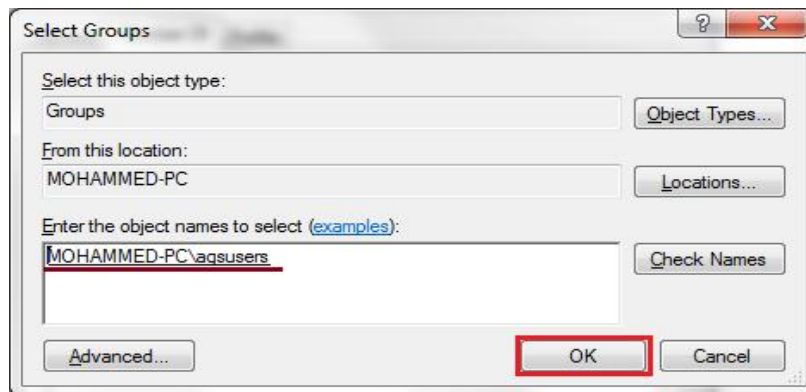 Select Groups
Select this object type:
Groups
Object Types...
From this location:
MOHAMMED-PC
Locations...
Enter the object names to select (examples):
MOHAMMED-PC\agsusers
Check Names
Advanced...
OK
Cancel